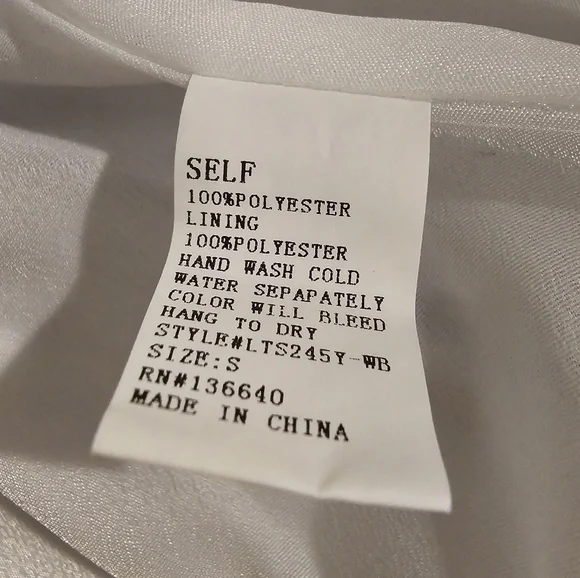 SELF
100%POLYESTER
LINING
100%POLYESTER
HAND WASH COLD
WATER SEPAPATELY
COLOR WILL BLEED
HANG TO DRY
STYLE#LTS245Y-WB
SIZE:S
RN#136640
MADE IN CHINA